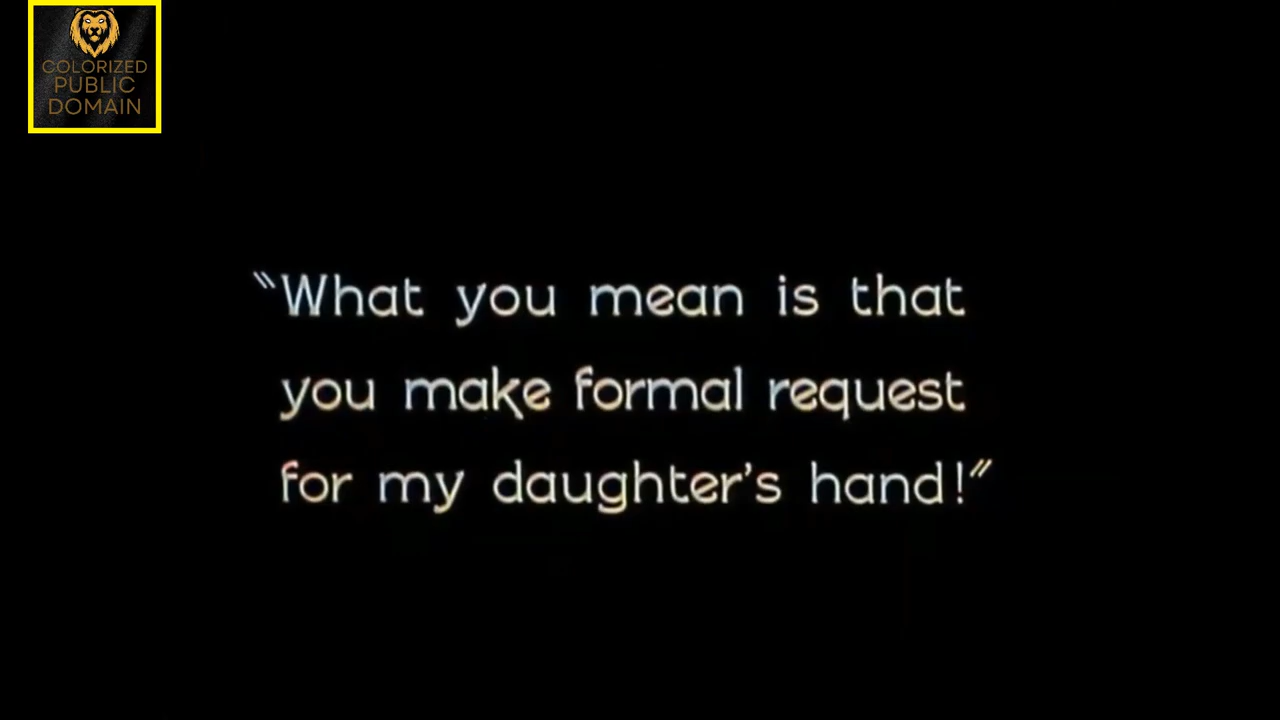 COLORIZED
PUBLIC
DOMAIN
"What you mean is that
you make formal request
for my daughter's hand!"